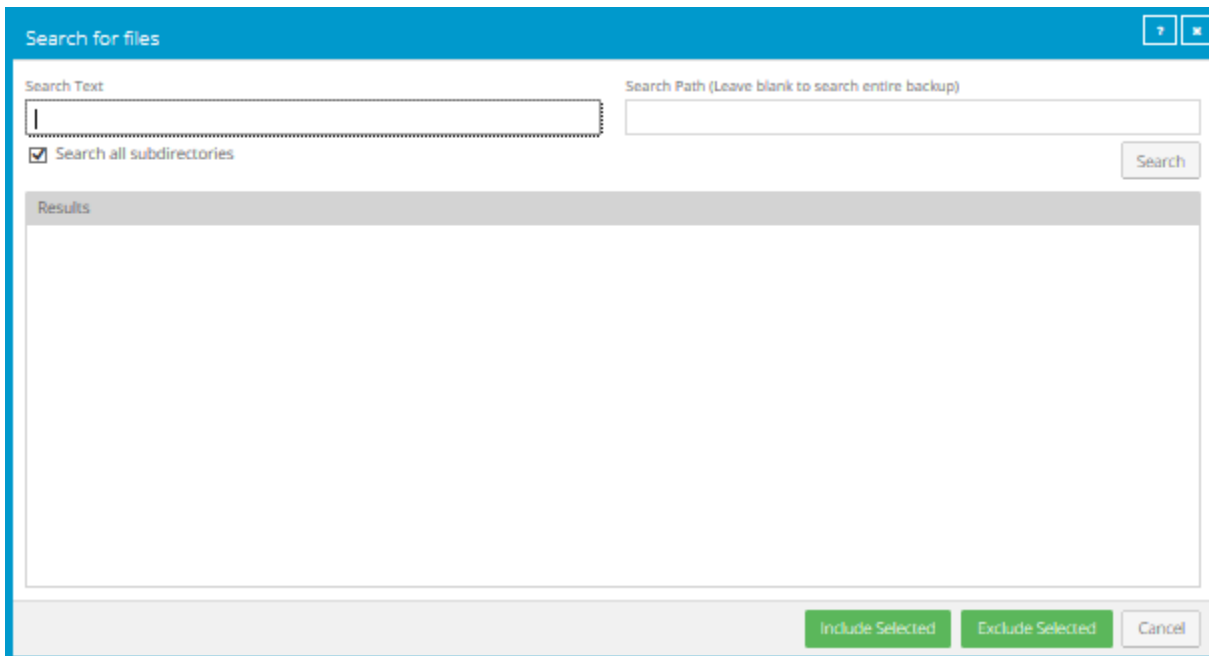 Search for files
?
Search Text
Search Path (Leave blank to search entire backup)
Search all subdirectories
Search
Results
Include Selected
Exclude Selected
Cancel